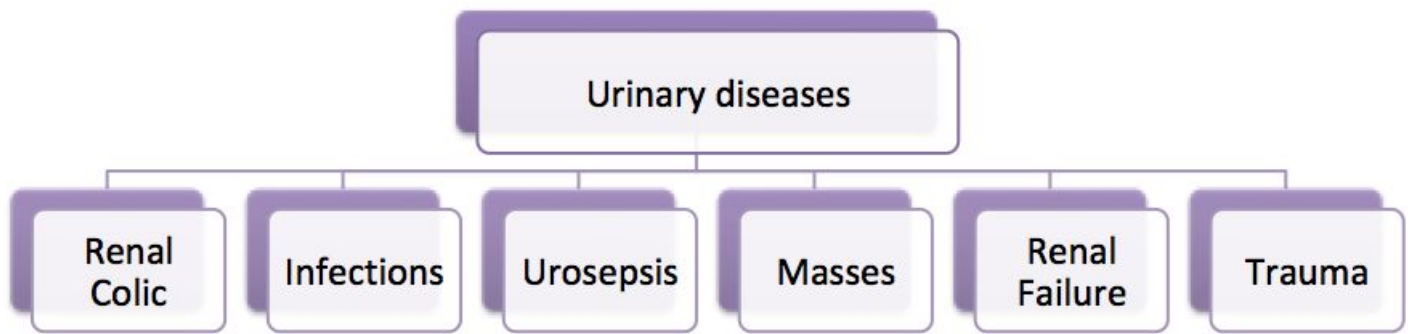 Urinary diseases
Renal
Colic
Infections
Urosepsis
Masses
Renal
Failure
Trauma